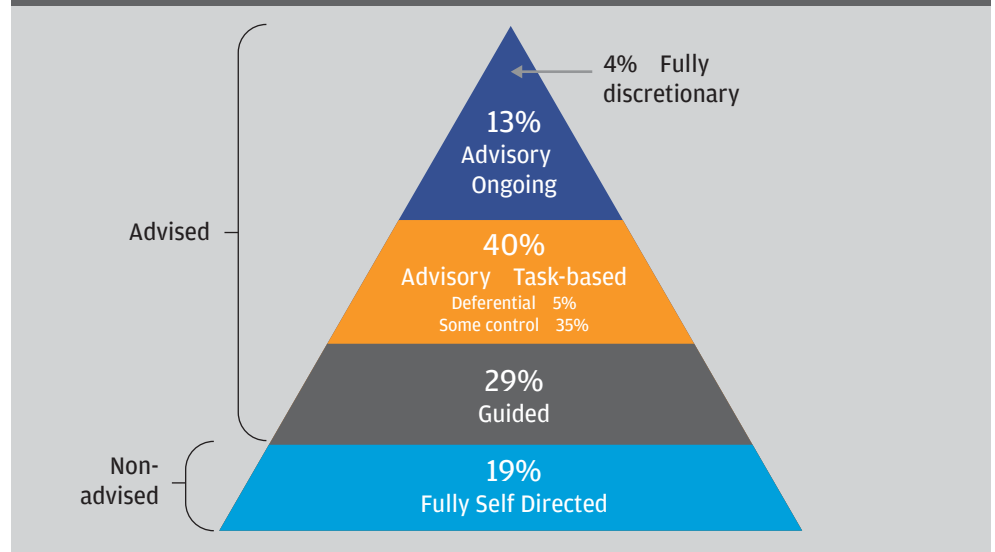 4% Fully
discretionary
13%
Advisory
Ongoing
Advised
40%
Advisory Task-based
Deferential 5%
Some control 35%
29%
Guided
Non-
advised
19%
Fully Self Directed